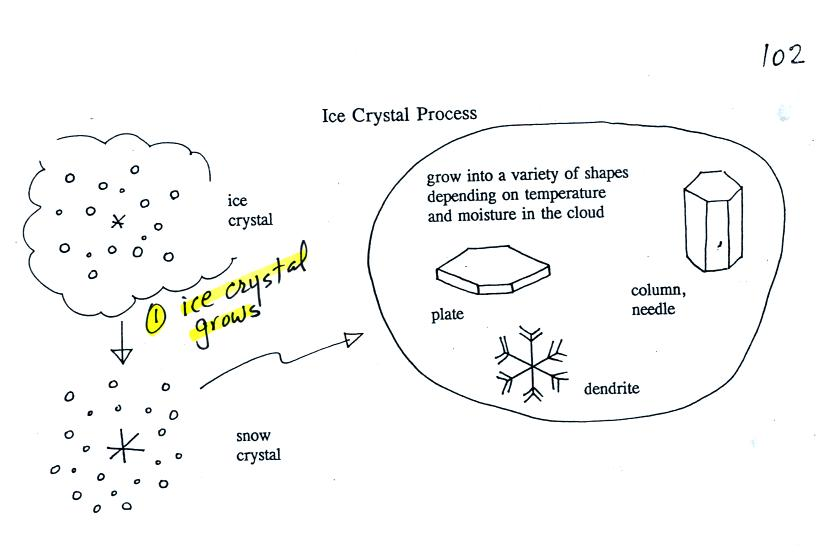 102
Ice Crystal Process
grow into a variety of shapes
depending on temperature
and moisture in the cloud
ice
crystal
① ice crystal
grows
column,
needle
plate
dendrite
snow
crystal